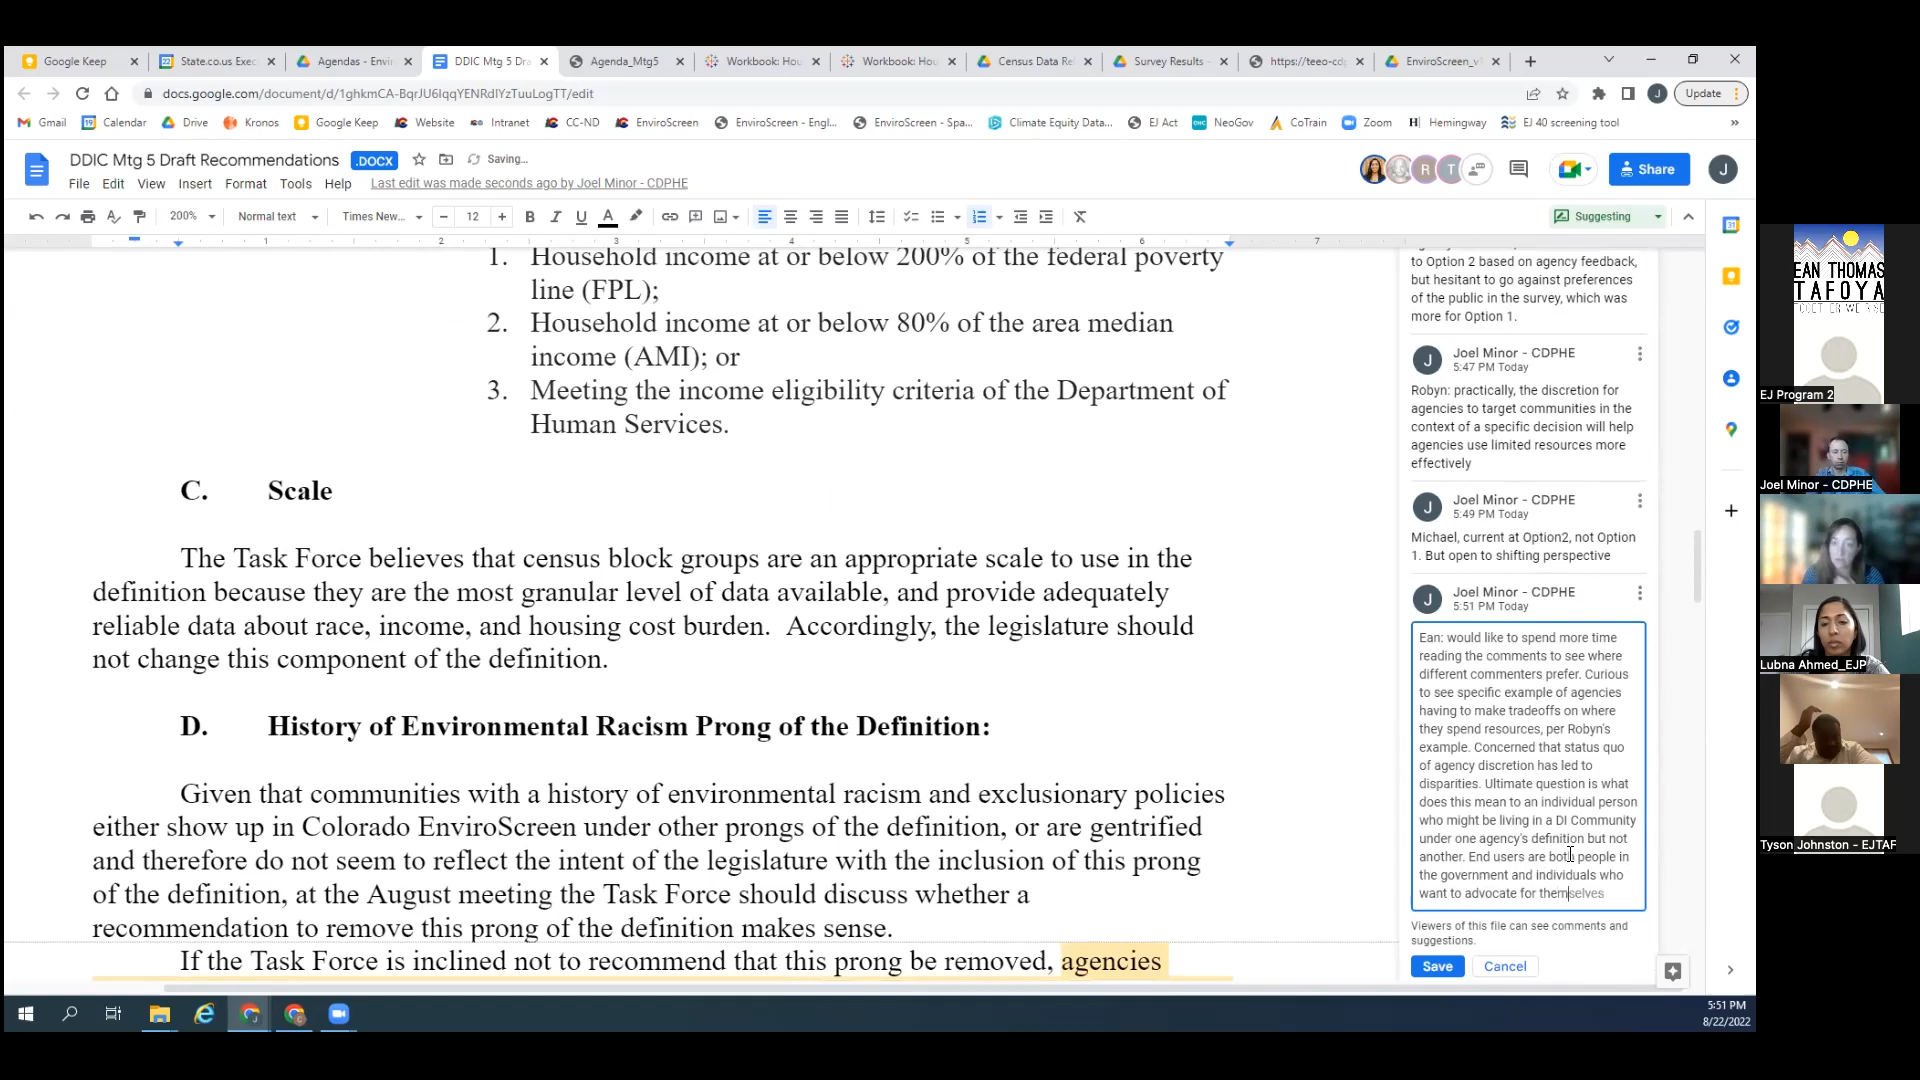 Google Keep
State.co.us Exec
Agendas - Envi
DDIC Mtg 5 Dra
Agenda_Mtg5
Workbook: Hou
Workbook: Hou
Census Data Re
Survey Results -
https://teeo-cdp
EnviroScreen_v
docs.google.com/document/d/1ghkmCA-BqrJU6IqqYENRdlYzTuuLogTT/edit
J
Update
Gmail
Calendar
Drive
Kronos
Google Keep
Website
Intranet
CC-ND
EnviroScreen
EnviroScreen - Engl...
EnviroScreen - Spa...
Climate Equity Data...
EJ Act
NeoGov
CoTrain
Zoom
Hemingway
EJ 40 screening tool
DDIC Mtg 5 Draft Recommendations .DOCX Saving...
R T
Share
J
File Edit View Insert Format Tools Help Last edit was made seconds ago by Joel Minor - CDPHE
200% Normal text Times New... 12 B I U A Suggesting
1 2 3 4 5 6 7
1. Household income at or below 200% of the federal poverty
line (FPL);
2. Household income at or below 80% of the area median
income (AMI); or
3. Meeting the income eligibility criteria of the Department of
Human Services.
C. Scale
The Task Force believes that census block groups are an appropriate scale to use in the
definition because they are the most granular level of data available, and provide adequately
reliable data about race, income, and housing cost burden. Accordingly, the legislature should
not change this component of the definition.
D. History of Environmental Racism Prong of the Definition:
Given that communities with a history of environmental racism and exclusionary policies
either show up in Colorado EnviroScreen under other prongs of the definition, or are gentrified
and therefore do not seem to reflect the intent of the legislature with the inclusion of this prong
of the definition, at the August meeting the Task Force should discuss whether a
recommendation to remove this prong of the definition makes sense.
If the Task Force is inclined not to recommend that this prong be removed, agencies
to Option 2 based on agency feedback,
but hesitant to go against preferences
of the public in the survey, which was
more for Option 1.
J
Joel Minor - CDPHE
5:47 PM Today
Robyn: practically, the discretion for
agencies to target communities in the
context of a specific decision will help
agencies use limited resources more
effectively
J
Joel Minor - CDPHE
5:49 PM Today
Michael, current at Option2, not Option
1. But open to shifting perspective
J
Joel Minor - CDPHE
5:51 PM Today
Ean: would like to spend more time
reading the comments to see where
different commenters prefer. Curious
to see specific example of agencies
having to make tradeoffs on where
they spend resources, per Robyn's
example. Concerned that status quo
of agency discretion has led to
disparities. Ultimate question is what
does this mean to an individual person
who might be living in a DI Community
under one agency's definition but not
another. End users are both people in
the government and individuals who
want to advocate for themselves
Viewers of this file can see comments and
suggestions.
Save Cancel
5:51 PM
8/22/2022
EAN THOMAS
TAFOYA
TOGETHER WE RISE
EJ Program 2
Joel Minor - CDPHE
Lubna Ahmed_EJP
Tyson Johnston - EJTAF